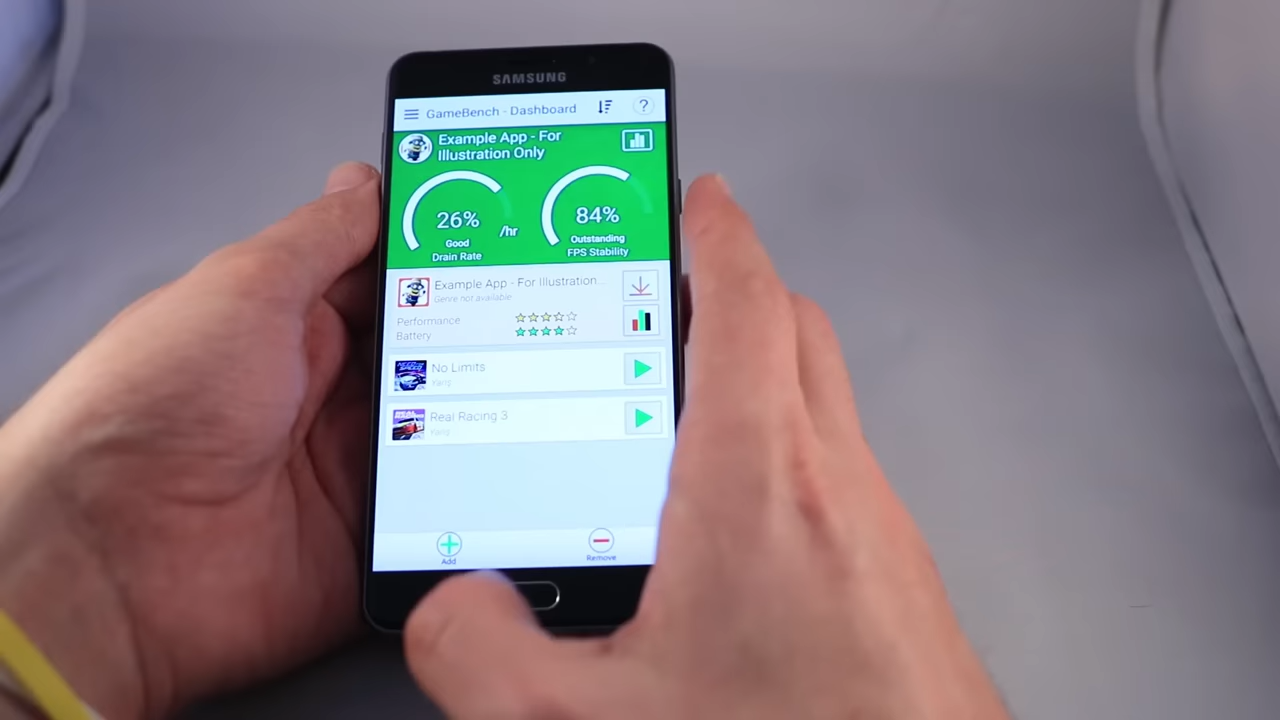 SAMSUNG
GameBench - Dashboard
?
Example App - For
Illustration Only
26%
/hr
Good
Drain Rate
84%
Outstanding
FPS Stability
Example App - For Illustration...
Genre not available
Performance
Battery
No Limits
Real Racing 3
Add
Remove